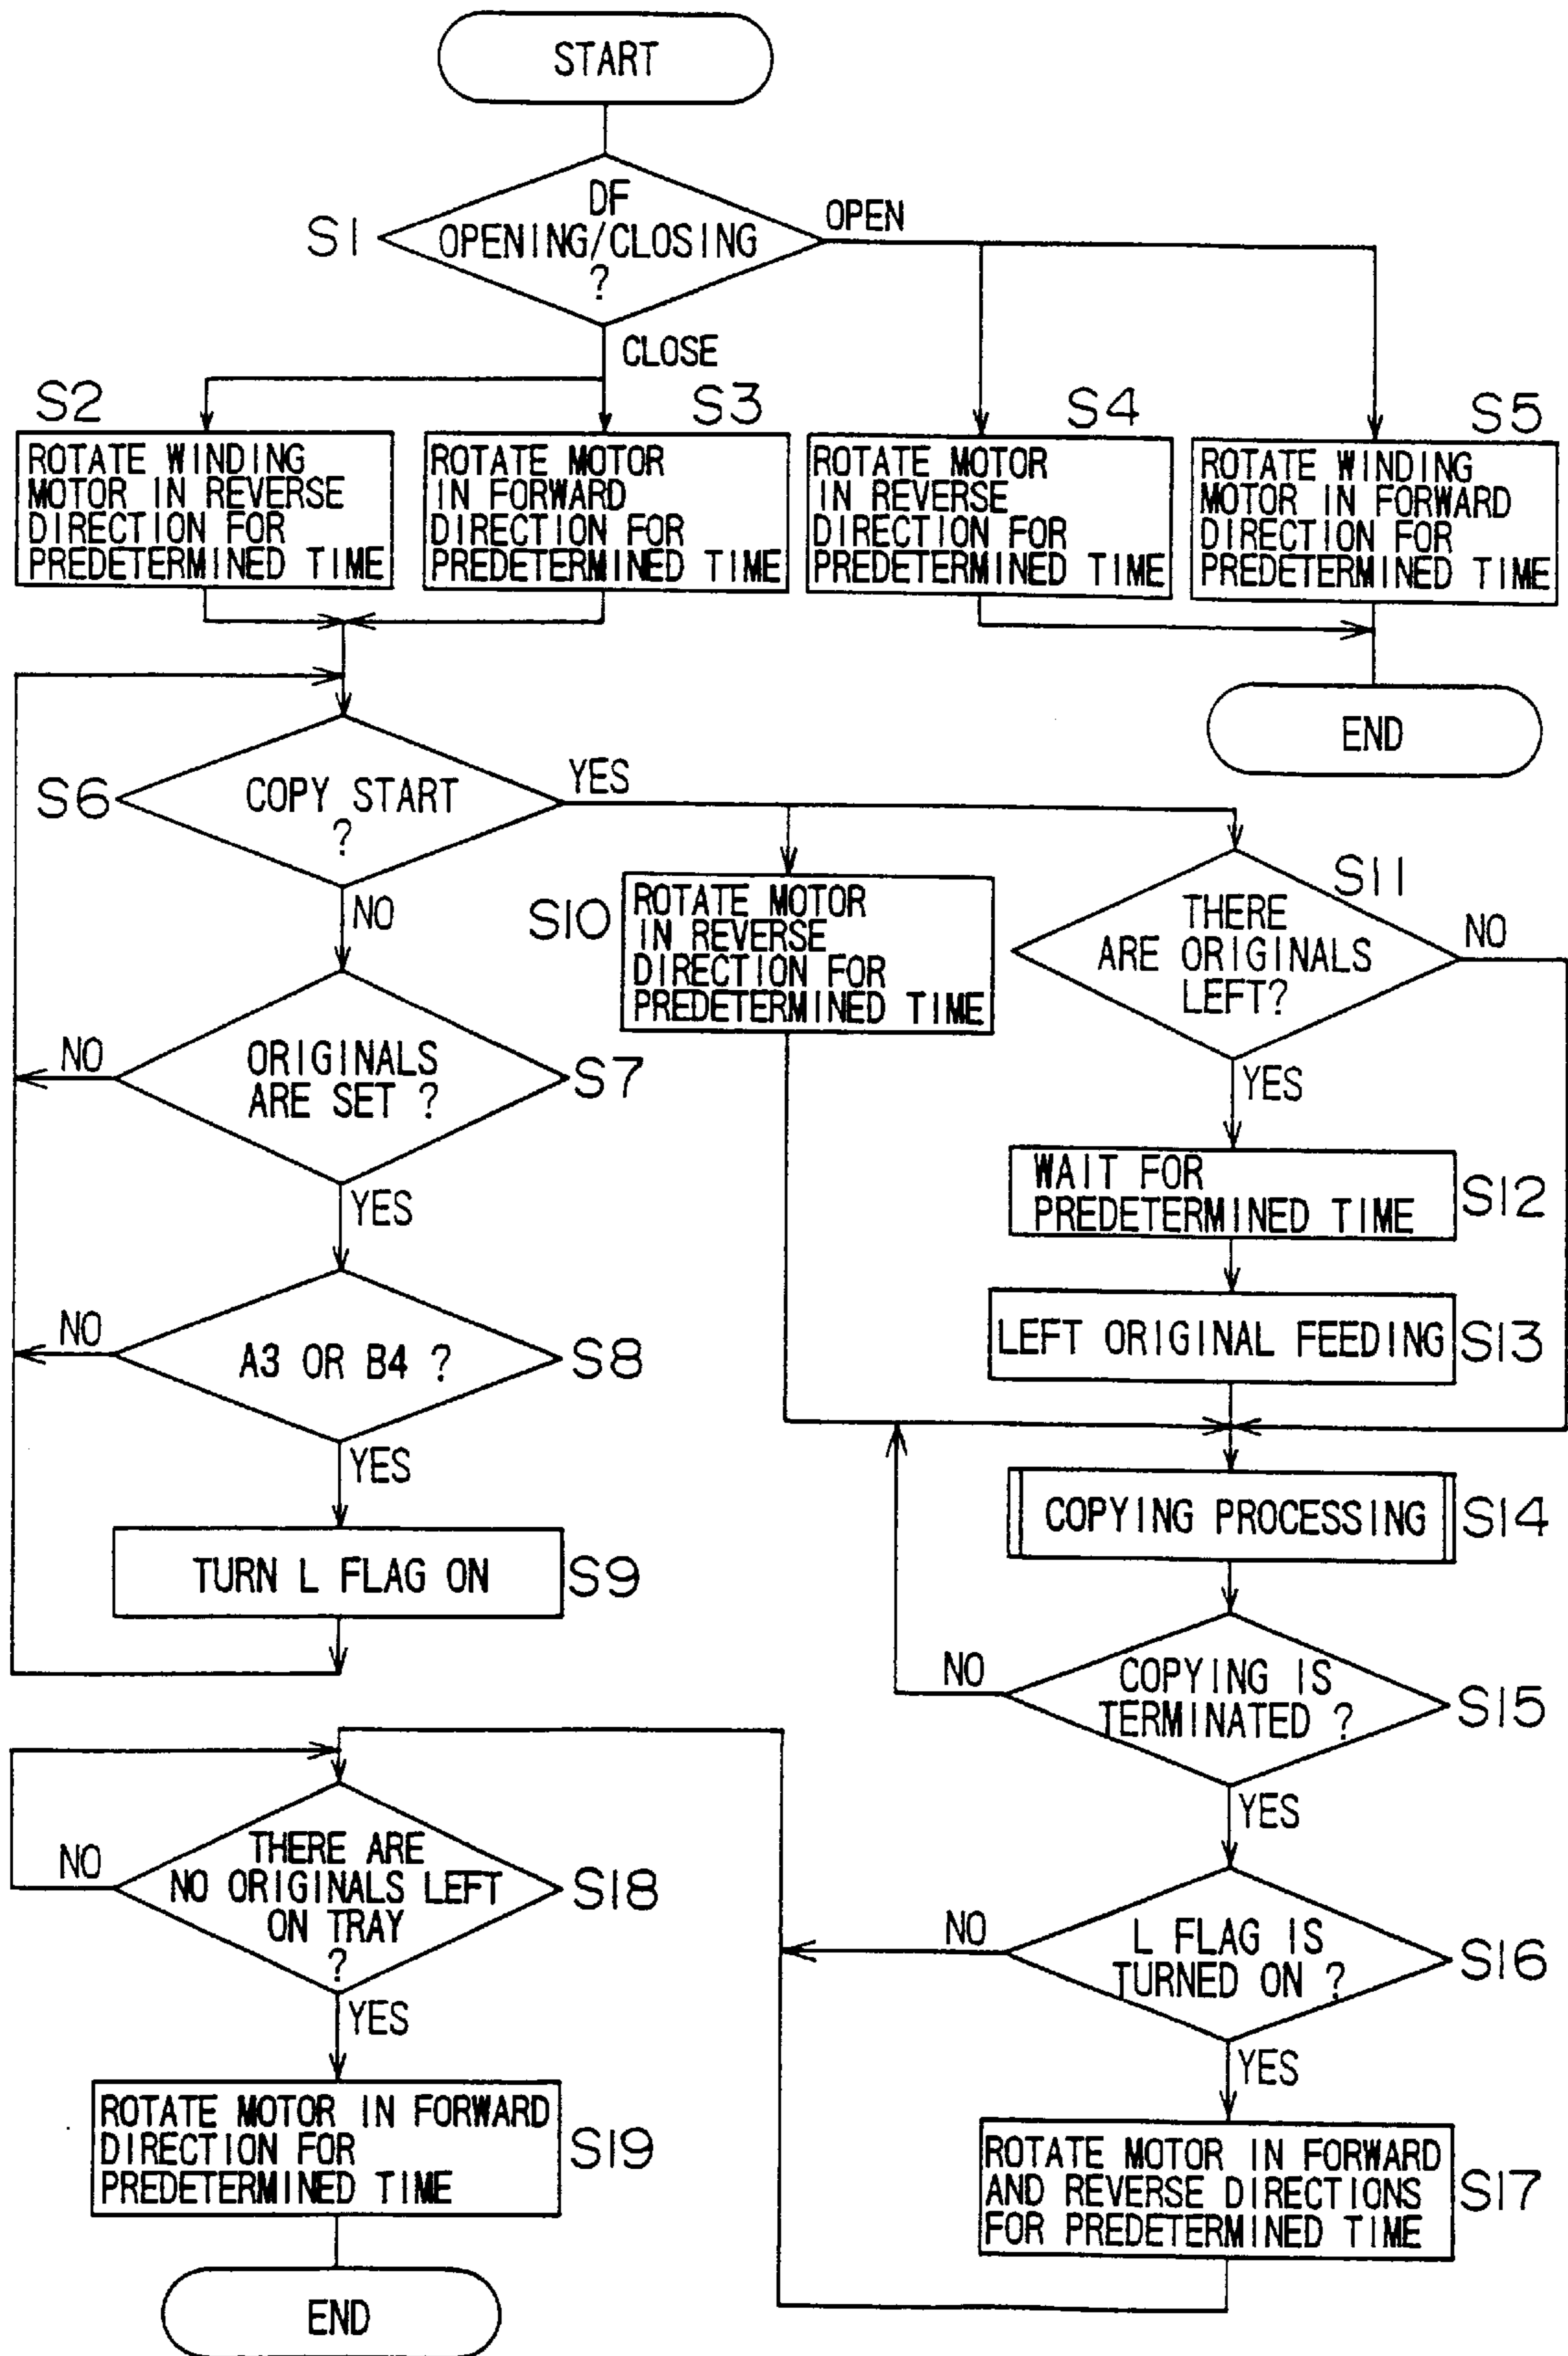 START
DF
OPENING/CLOSING
?
S1
OPEN
CLOSE
S2
ROTATE WINDING
MOTOR IN REVERSE
DIRECTION FOR
PREDETERMINED TIME
S3
ROTATE MOTOR
IN FORWARD
DIRECTION FOR
PREDETERMINED TIME
S4
ROTATE MOTOR
IN REVERSE
DIRECTION FOR
PREDETERMINED TIME
S5
ROTATE WINDING
MOTOR IN FORWARD
DIRECTION FOR
PREDETERMINED TIME
END
S6
COPY START
?
YES
NO
S10
ROTATE MOTOR
IN REVERSE
DIRECTION FOR
PREDETERMINED TIME
S11
THERE
ARE ORIGINALS
LEFT?
NO
YES
NO
ORIGINALS
ARE SET ?
S7
YES
WAIT FOR
PREDETERMINED TIME
S12
LEFT ORIGINAL FEEDING
S13
NO
A3 OR B4 ?
S8
YES
COPYING PROCESSING
S14
TURN L FLAG ON
S9
NO
COPYING IS
TERMINATED ?
S15
YES
NO
THERE ARE
NO ORIGINALS LEFT
ON TRAY
?
S18
YES
NO
L FLAG IS
TURNED ON ?
S16
YES
ROTATE MOTOR IN FORWARD
DIRECTION FOR
PREDETERMINED TIME
S19
ROTATE MOTOR IN FORWARD
AND REVERSE DIRECTIONS
FOR PREDETERMINED TIME
S17
END